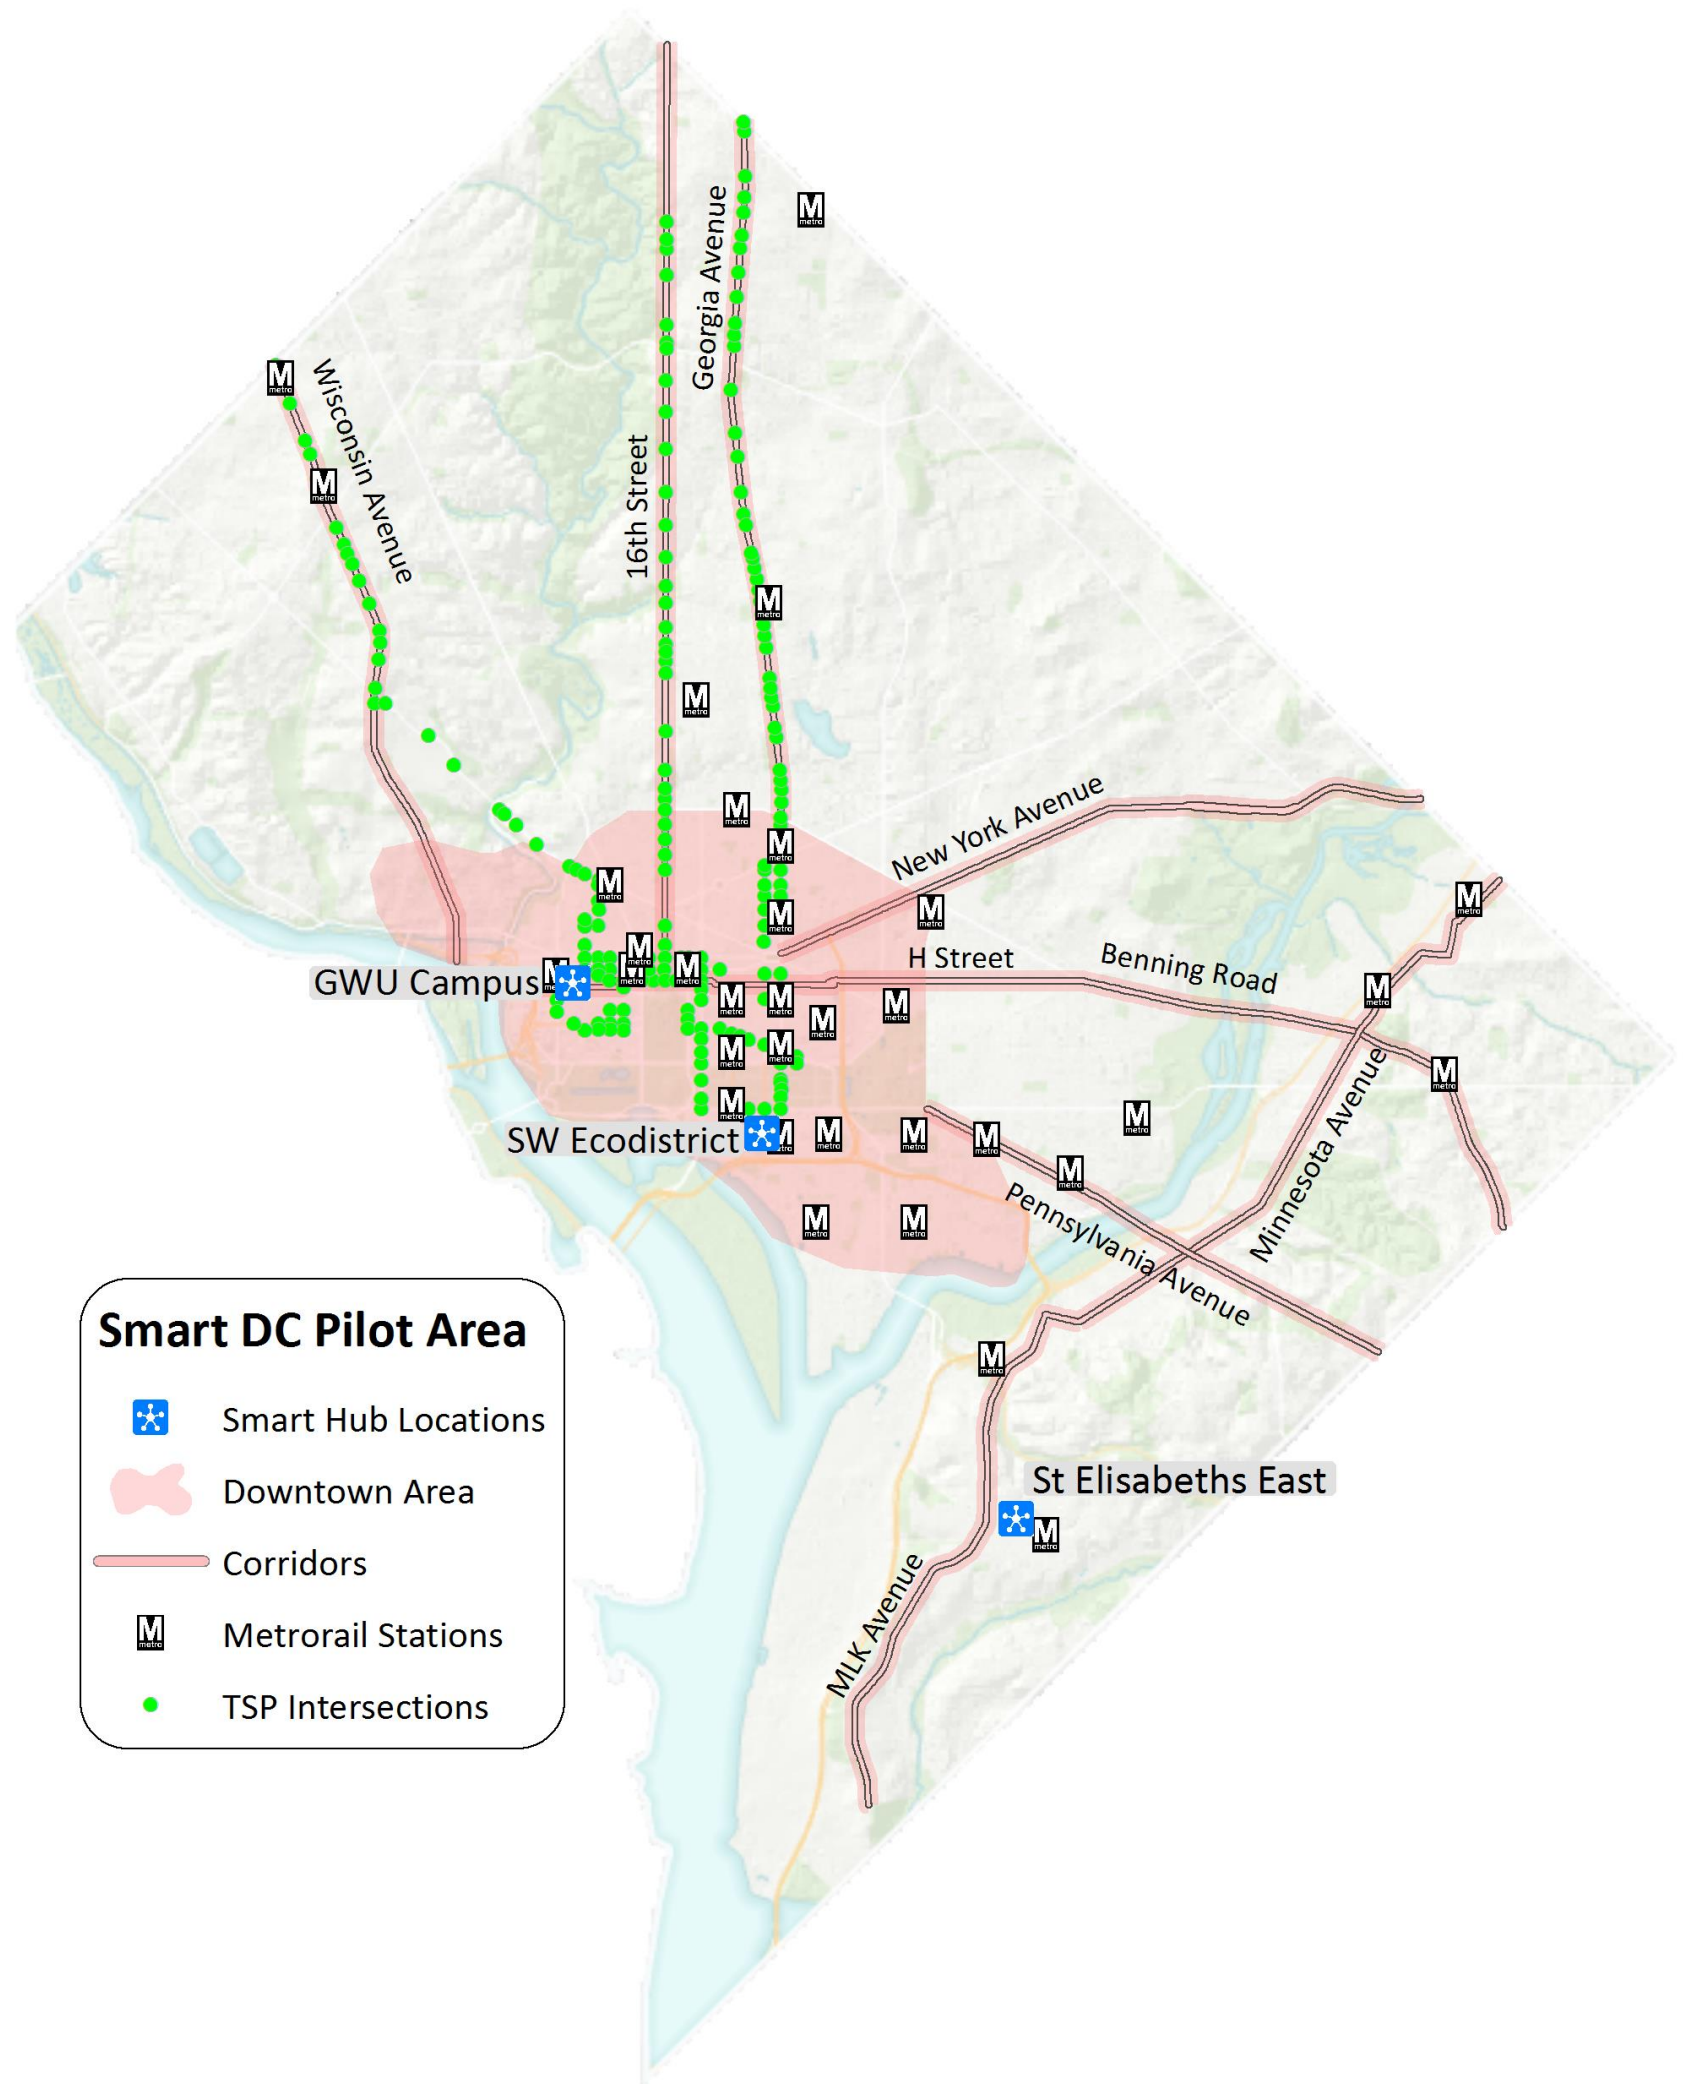 Georgia Avenue
Wisconsin Avenue
16th Street
New York Avenue
H Street
Benning Road
GWU Campus
SW Ecodistrict
Minnesota Avenue
Pennsylvania Avenue
St Elisabeths East
MLK Avenue
Smart DC Pilot Area
Smart Hub Locations
Downtown Area
Corridors
M
metro
Metrorail Stations
TSP Intersections